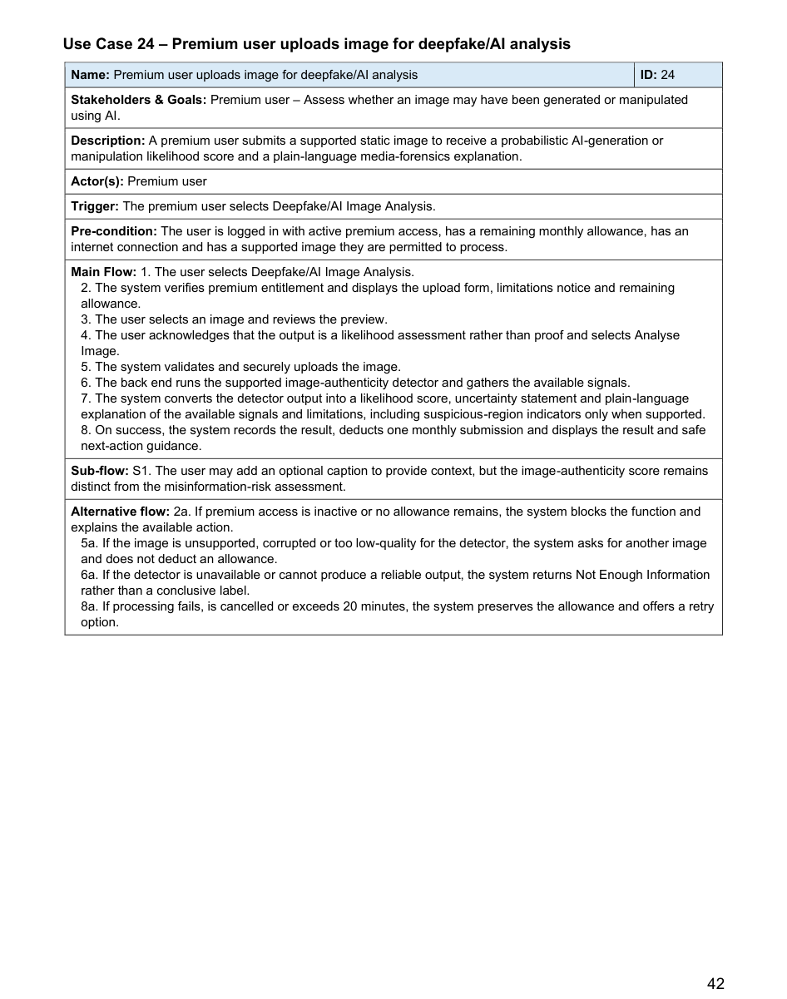 Use Case 24 – Premium user uploads image for deepfake/AI analysis
Name: Premium user uploads image for deepfake/AI analysis
ID: 24
Stakeholders & Goals: Premium user – Assess whether an image may have been generated or manipulated
using AI.
Description: A premium user submits a supported static image to receive a probabilistic AI-generation or
manipulation likelihood score and a plain-language media-forensics explanation.
Actor(s): Premium user
Trigger: The premium user selects Deepfake/AI Image Analysis.
Pre-condition: The user is logged in with active premium access, has a remaining monthly allowance, has an
internet connection and has a supported image they are permitted to process.
Main Flow: 1. The user selects Deepfake/AI Image Analysis.
2. The system verifies premium entitlement and displays the upload form, limitations notice and remaining
allowance.
3. The user selects an image and reviews the preview.
4. The user acknowledges that the output is a likelihood assessment rather than proof and selects Analyse
Image.
5. The system validates and securely uploads the image.
6. The back end runs the supported image-authenticity detector and gathers the available signals.
7. The system converts the detector output into a likelihood score, uncertainty statement and plain-language
explanation of the available signals and limitations, including suspicious-region indicators only when supported.
8. On success, the system records the result, deducts one monthly submission and displays the result and safe
next-action guidance.
Sub-flow: S1. The user may add an optional caption to provide context, but the image-authenticity score remains
distinct from the misinformation-risk assessment.
Alternative flow: 2a. If premium access is inactive or no allowance remains, the system blocks the function and
explains the available action.
5a. If the image is unsupported, corrupted or too low-quality for the detector, the system asks for another image
and does not deduct an allowance.
6a. If the detector is unavailable or cannot produce a reliable output, the system returns Not Enough Information
rather than a conclusive label.
8a. If processing fails, is cancelled or exceeds 20 minutes, the system preserves the allowance and offers a retry
option.
42